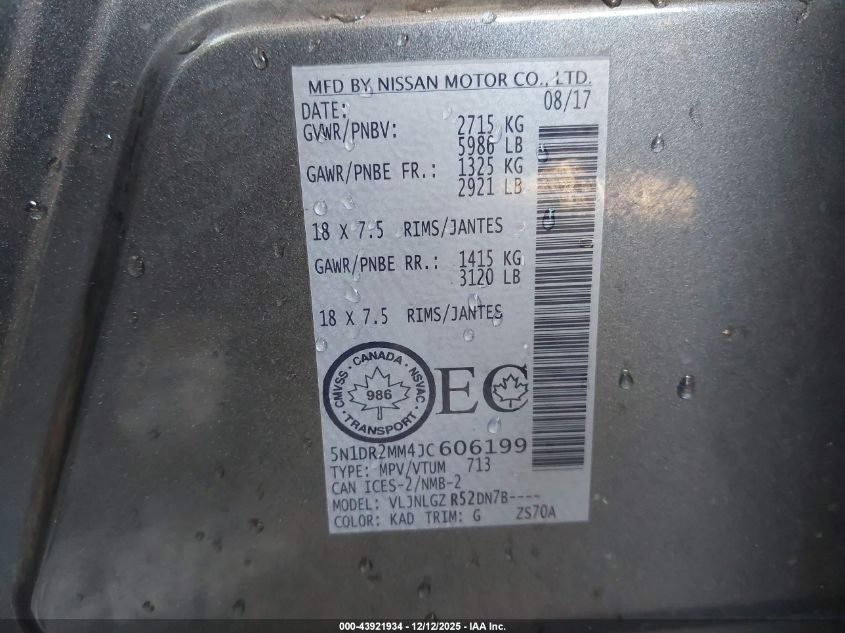 MFD BY NISSAN MOTOR CO., LTD.
DATE: 08/17
GVWR/PNBV: 2715 KG
5986 LB
GAWR/PNBE FR.: 1325 KG
2921 LB
18 X 7.5 RIMS/JANTES
GAWR/PNBE RR.: 1415 KG
3120 LB
18 X 7.5 RIMS/JANTES
CMVSS · CANADA · NSVAC · TRANSPORT
986
EC
5N1DR2MM4JC606199
TYPE: MPV/VTUM 713
CAN ICES-2/NMB-2
MODEL: VLJNLGZ R52DN7B----
COLOR: KAD TRIM: G ZS70A
000-43921934 - 12/12/2025 - IAA Inc.